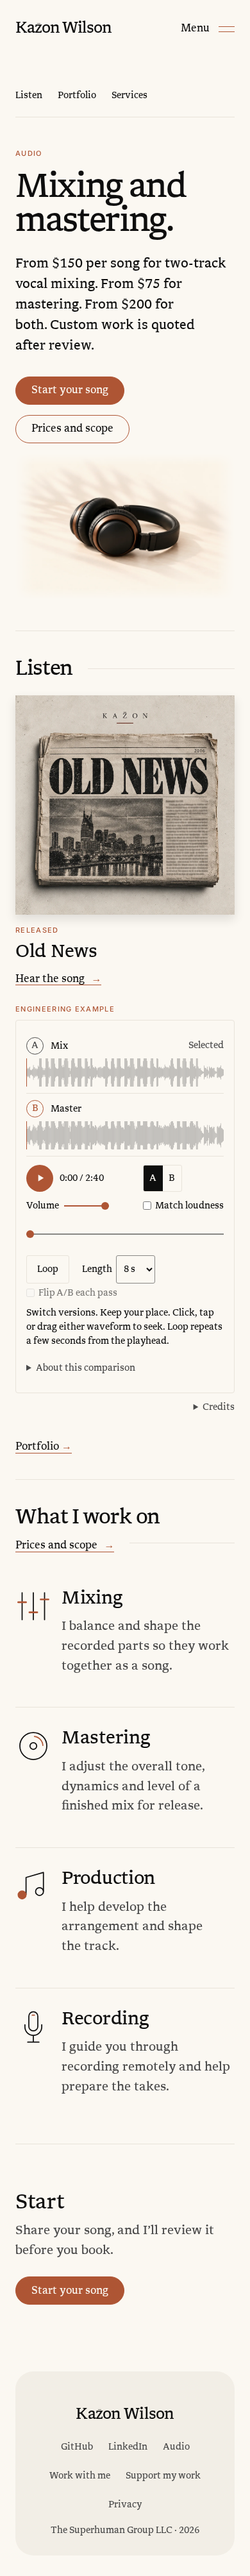 Kazon Wilson
Menu
Listen Portfolio Services
AUDIO
Mixing and
mastering.
From $150 per song for two-track
vocal mixing. From $75 for
mastering. From $200 for
both. Custom work is quoted
after review.
Start your song
Prices and scope
Listen
KAŽON
OLD NEWS
RELEASED
Old News
Hear the song →
ENGINEERING EXAMPLE
A Mix Selected
B Master
0:00 / 2:40 A B
Volume Match loudness
Loop Length 8 s
Flip A/B each pass
Switch versions. Keep your place. Click, tap
or drag either waveform to seek. Loop repeats
a few seconds from the playhead.
About this comparison
Credits
Portfolio →
What I work on
Prices and scope →
Mixing
I balance and shape the
recorded parts so they work
together as a song.
Mastering
I adjust the overall tone,
dynamics and level of a
finished mix for release.
Production
I help develop the
arrangement and shape
the track.
Recording
I guide you through
recording remotely and help
prepare the takes.
Start
Share your song, and I'll review it
before you book.
Start your song
Kazon Wilson
GitHub LinkedIn Audio
Work with me Support my work
Privacy
The Superhuman Group LLC · 2026